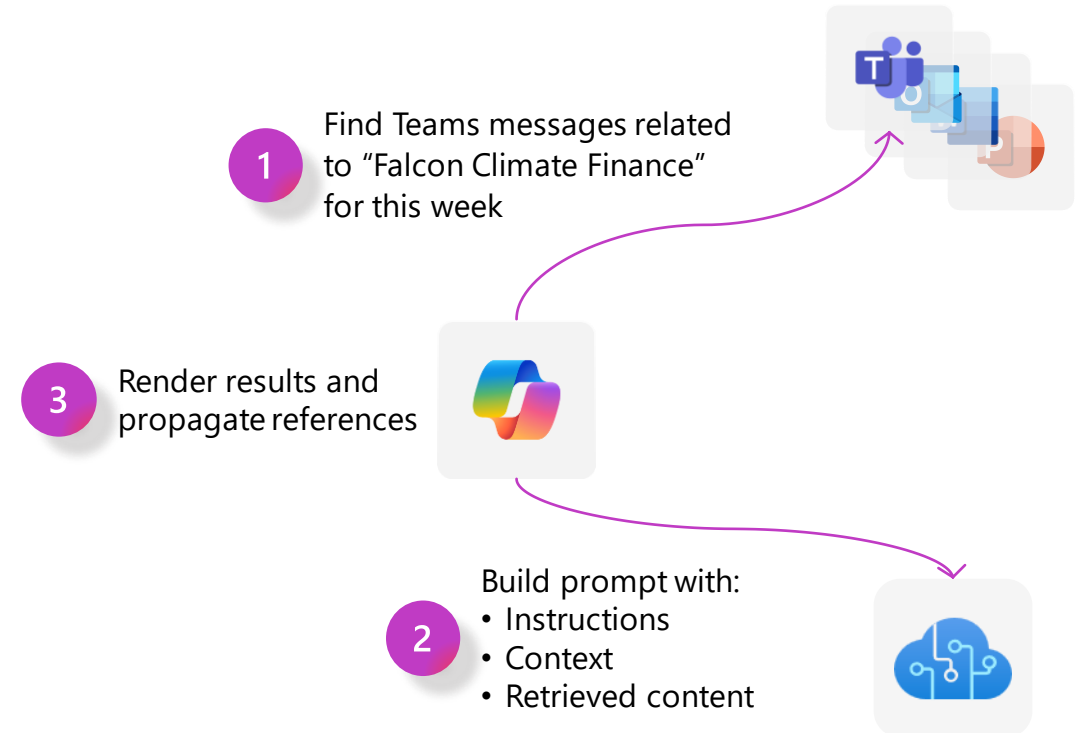 1
Find Teams messages related
to “Falcon Climate Finance”
for this week
T
O
P
3
Render results and
propagate references
2
Build prompt with:
• Instructions
• Context
• Retrieved content